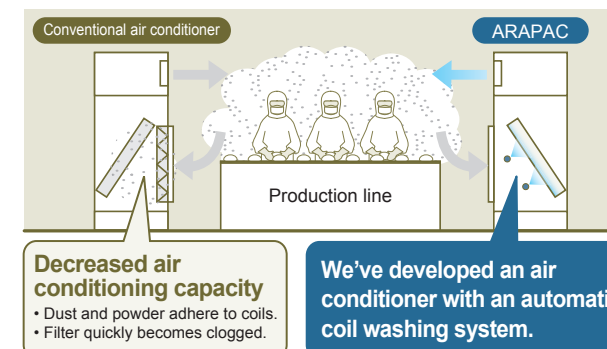 Conventional air conditioner
ARAPAC
Production line
Decreased air
conditioning capacity
• Dust and powder adhere to coils.
• Filter quickly becomes clogged.
We've developed an air
conditioner with an automati
coil washing system.